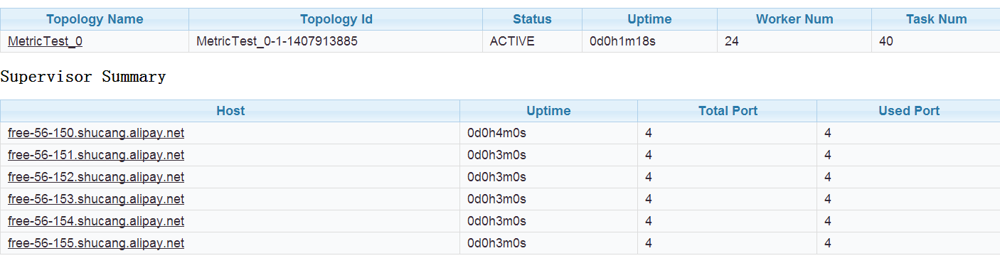 Topology Name Topology Id Status Uptime Worker Num Task Num
MetricTest_0 MetricTest_0-1-1407913885 ACTIVE 0d0h1m18s 24 40
Supervisor Summary
Host Uptime Total Port Used Port
free-56-150.shucang.alipay.net 0d0h4m0s 4 4
free-56-151.shucang.alipay.net 0d0h3m0s 4 4
free-56-152.shucang.alipay.net 0d0h3m0s 4 4
free-56-153.shucang.alipay.net 0d0h3m0s 4 4
free-56-154.shucang.alipay.net 0d0h3m0s 4 4
free-56-155.shucang.alipay.net 0d0h3m0s 4 4